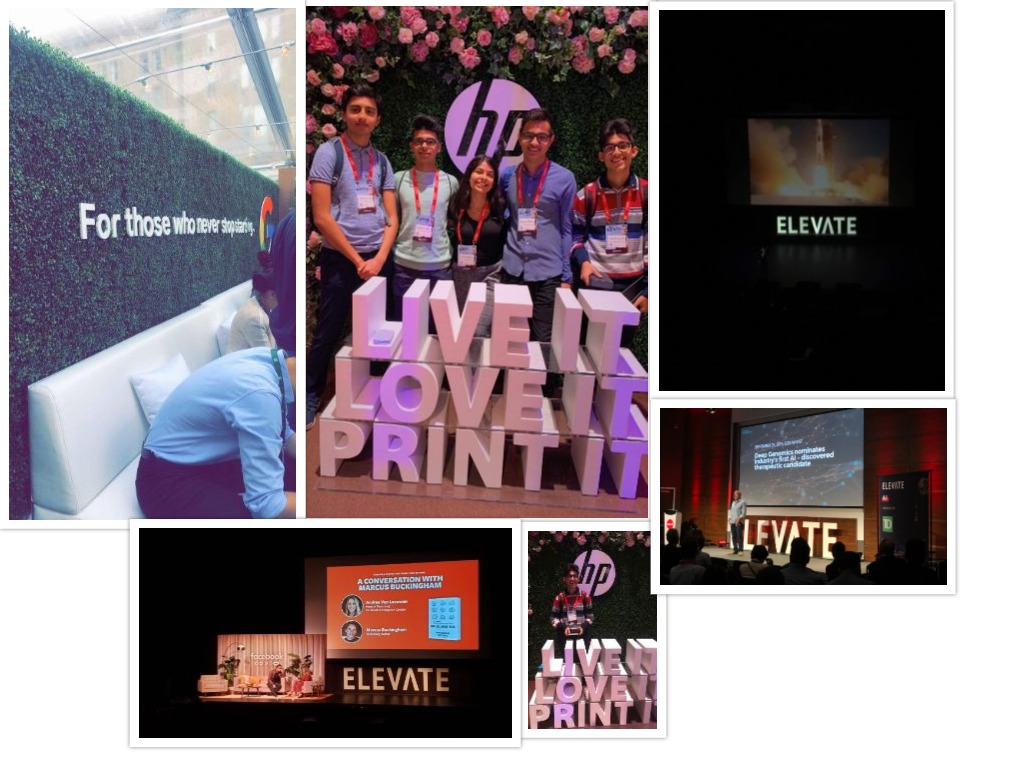 For those who never stop starting.
hp
LIVE IT
LOVE IT
PRINT IT
ELEVATE
Deep Genomics nominates
industry's first AI – discovered
therapeutic candidate
ELEVATE
ELEVATE
TD
A CONVERSATION WITH
MARCUS BUCKINGHAM
Marcus Buckingham
facebook
ELEVATE
hp
LIVE IT
LOVE IT
PRINT IT